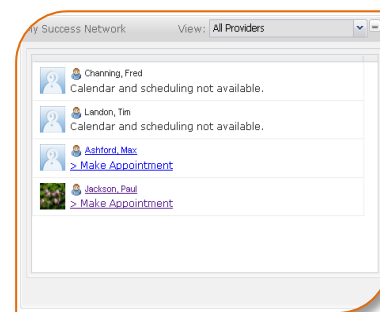 My Success Network View: All Providers
Channing, Fred
Calendar and scheduling not available.
Landon, Tim
Calendar and scheduling not available.
Ashford, Max
> Make Appointment
Jackson, Paul
> Make Appointment